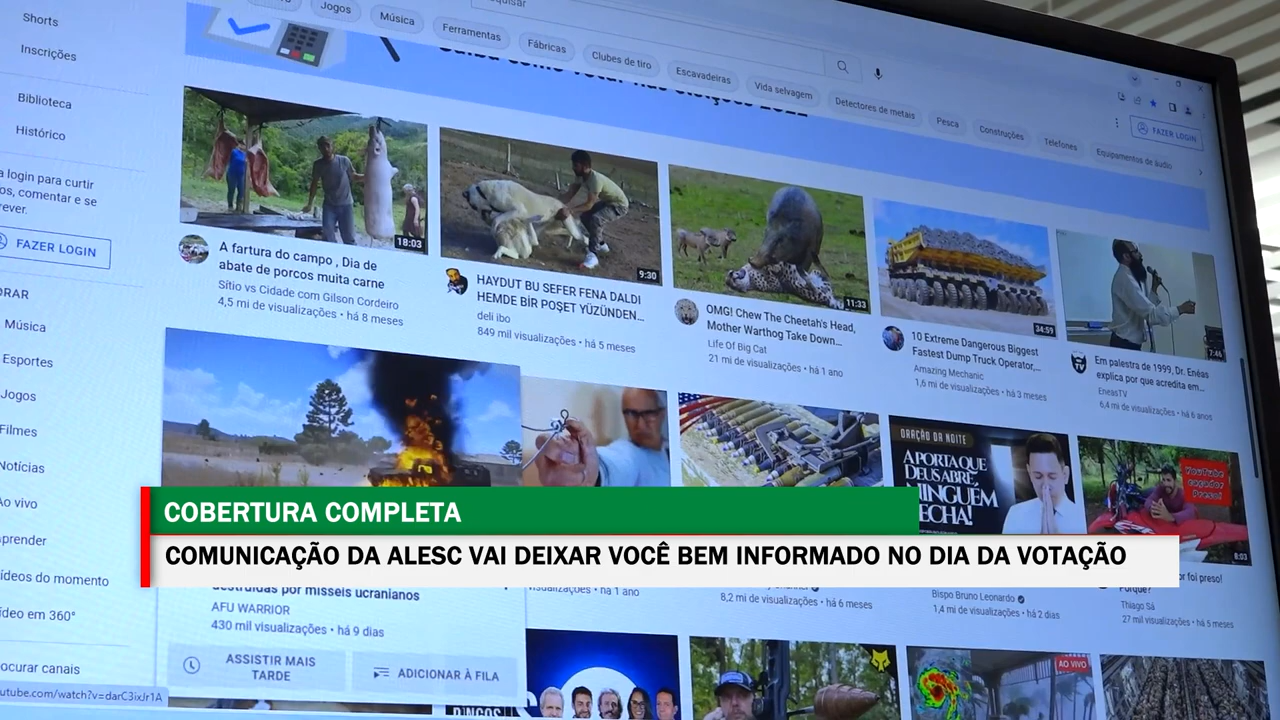 Shorts
Inscrições
Biblioteca
Histórico
login para curtir
comentar e se
FAZER LOGIN
Música
Esportes
Jogos
Filmes
Notícias
vivo
360°
canais
Jogos
Música
Ferramentas
Fábricas
Clubes de tiro
Escavadeiras
Vida selvagem
Detectores de metais
Pesca
Construções
Telefones
Equipamentos de áudio
FAZER LOGIN
18:03
A fartura do campo , Dia de
abate de porcos muita carne
Sítio vs Cidade com Gilson Cordeiro
4,5 mi de visualizações • há 8 meses
9:30
HAYDUT BU SEFER FENA DALDI
HEMDE BİR POŞET YÜZÜNDEN...
deli ibo
849 mil visualizações • há 5 meses
11:33
OMG! Chew The Cheetah's Head,
Mother Warthog Take Down...
Life Of Big Cat
21 mi de visualizações • há 1 ano
34:59
10 Extreme Dangerous Biggest
Fastest Dump Truck Operator,...
Amazing Mechanic
1,6 mi de visualizações • há 3 meses
7:46
Em palestra de 1999, Dr. Enéas
explica por que acredita em...
EneasTV
6,4 mi de visualizações • há 6 anos
ORAÇÃO DA NOITE
A PORTA QUE
DEUS ABRE
NINGUÉM
FECHA!
YouTube
caçador
Preso!
8:03
COBERTURA COMPLETA
COMUNICAÇÃO DA ALESC VAI DEIXAR VOCÊ BEM INFORMADO NO DIA DA VOTAÇÃO
destruídas por mísseis ucranianos
AFU WARRIOR
430 mil visualizações • há 9 dias
ASSISTIR MAIS
TARDE
ADICIONAR À FILA
há 1 ano
8,2 mi de visualizações • há 6 meses
Bispo Bruno Leonardo
1,4 mi de visualizações • há 2 dias
foi preso!
Porque?
Thiago Sá
27 mil visualizações • há 5 meses
AO VIVO
utube.com/watch?v=darC3ixJr1A